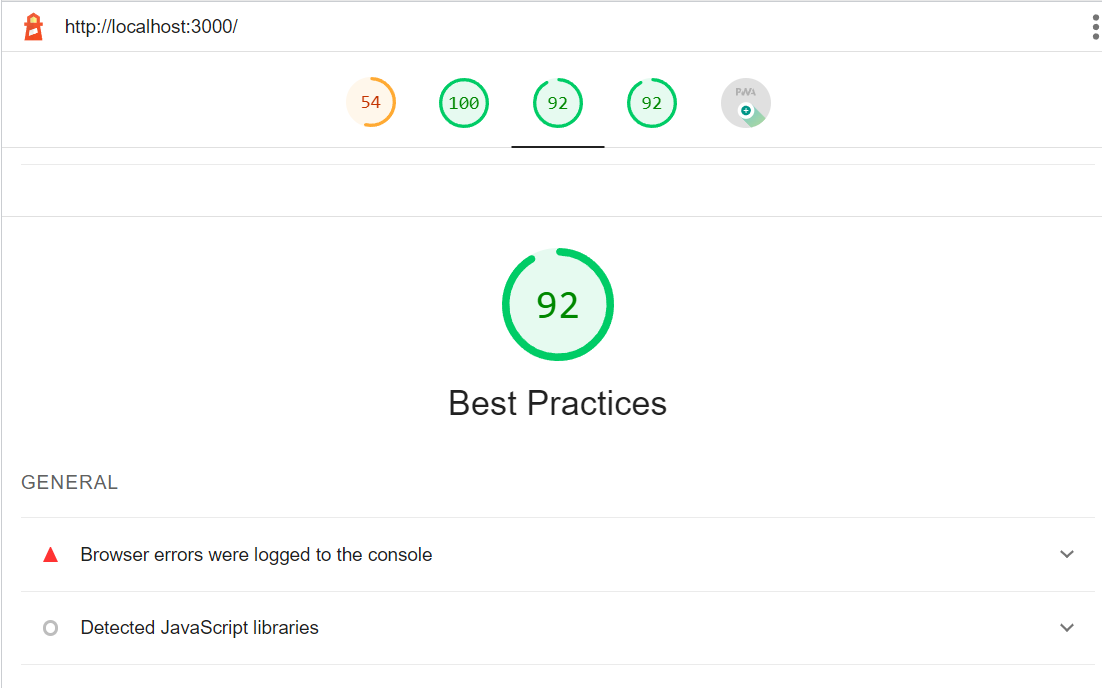 http://localhost:3000/
54 100 92 92 PWA
92
Best Practices
GENERAL
Browser errors were logged to the console
Detected JavaScript libraries